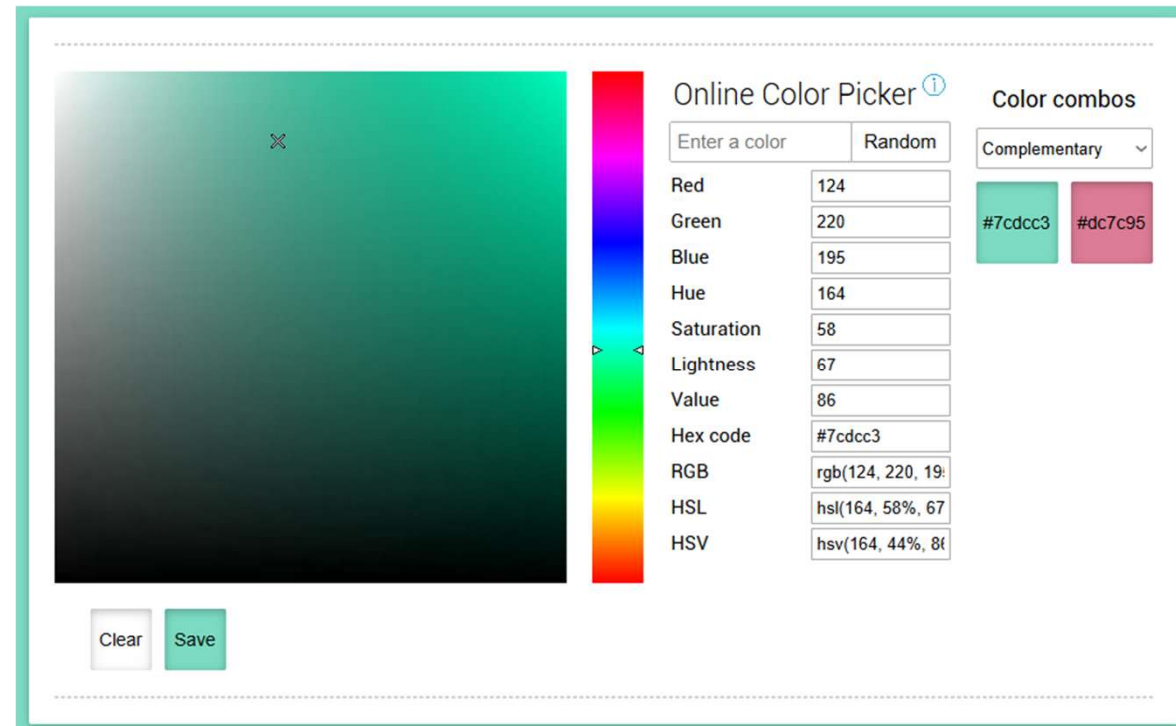 Online Color Picker ⓘ
Enter a color Random
Red 124
Green 220
Blue 195
Hue 164
Saturation 58
Lightness 67
Value 86
Hex code #7cdcc3
RGB rgb(124, 220, 19
HSL hsl(164, 58%, 67
HSV hsv(164, 44%, 86
Color combos
Complementary
#7cdcc3 #dc7c95
Clear Save